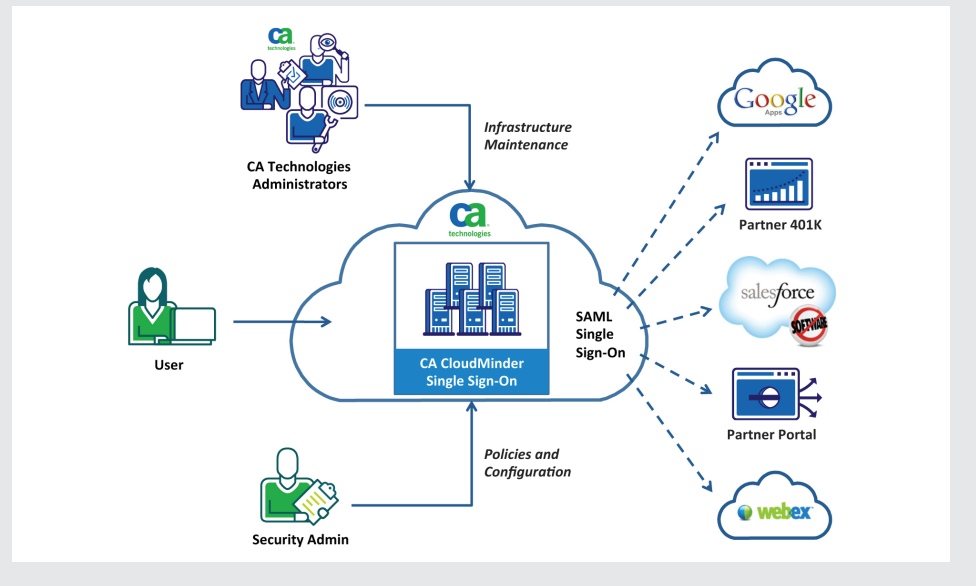 ca
technologies
CA Technologies
Administrators
Infrastructure
Maintenance
Google
Apps
Partner 401K
ca
technologies
salesforce
SOFTWARE
SAML
Single
Sign-On
CA CloudMinder
Single Sign-On
User
Partner Portal
Policies and
Configuration
webex
Security Admin